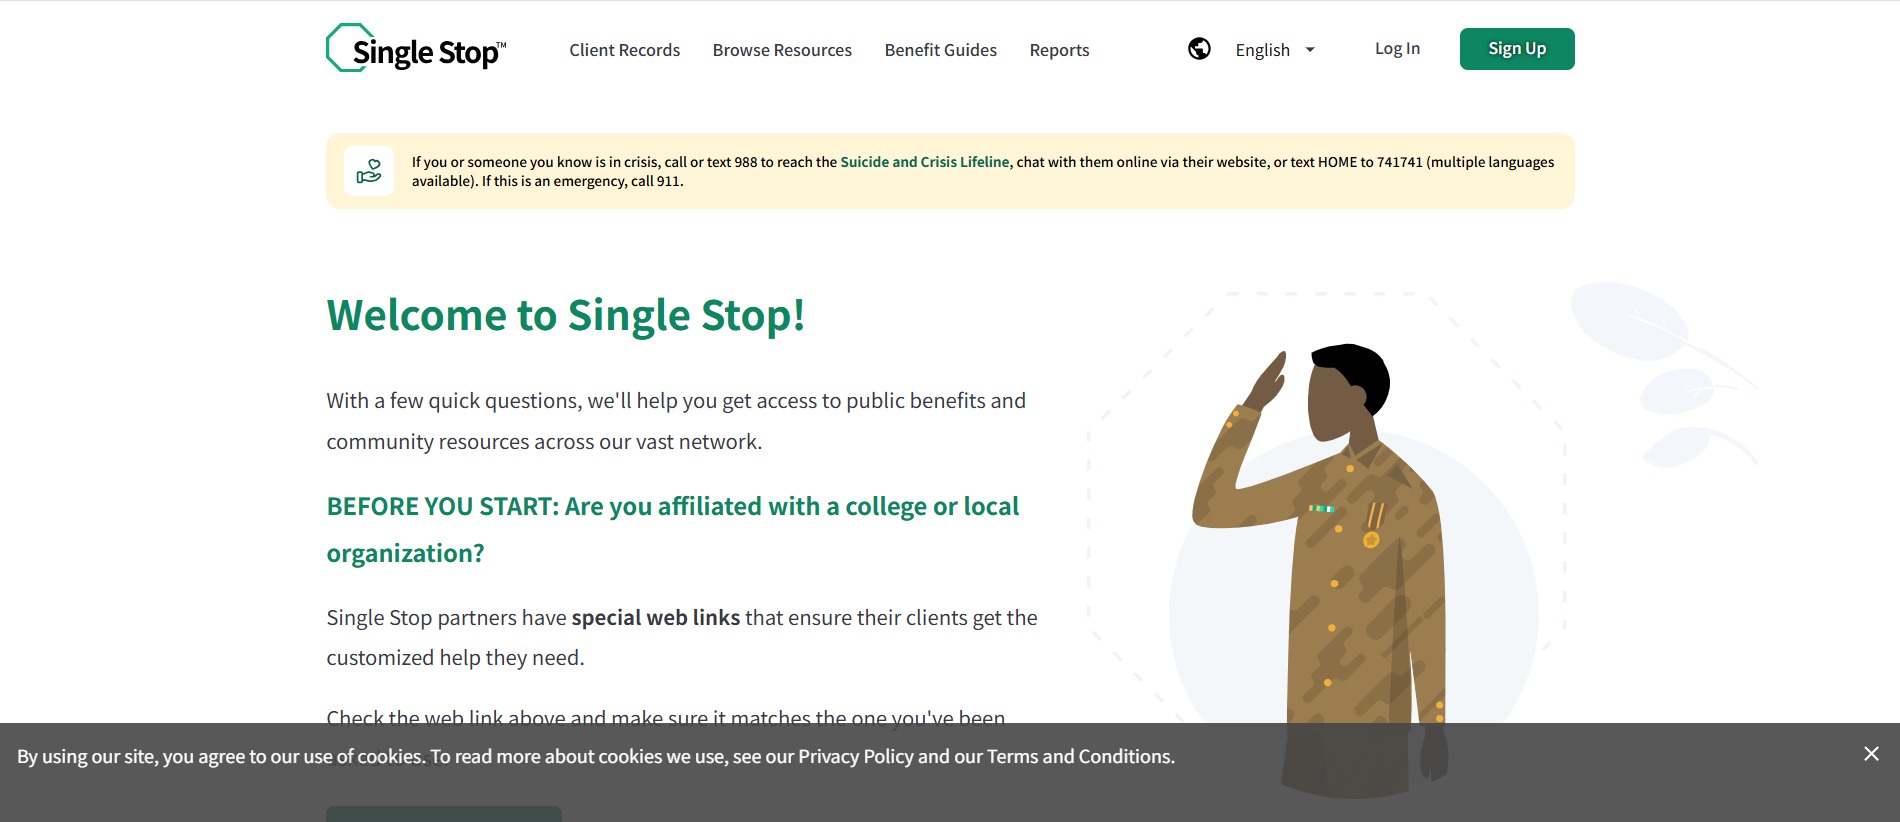 Single Stop™
Client Records
Browse Resources
Benefit Guides
Reports
English
Log In
Sign Up
If you or someone you know is in crisis, call or text 988 to reach the Suicide and Crisis Lifeline, chat with them online via their website, or text HOME to 741741 (multiple languages
available). If this is an emergency, call 911.
Welcome to Single Stop!
With a few quick questions, we'll help you get access to public benefits and
community resources across our vast network.
BEFORE YOU START: Are you affiliated with a college or local
organization?
Single Stop partners have special web links that ensure their clients get the
customized help they need.
Check the web link above and make sure it matches the one you've been
By using our site, you agree to our use of cookies. To read more about cookies we use, see our Privacy Policy and our Terms and Conditions.